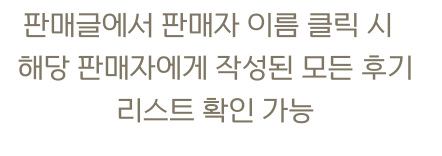 판매글에서 판매자 이름 클릭 시
해당 판매자에게 작성된 모든 후기
리스트 확인 가능